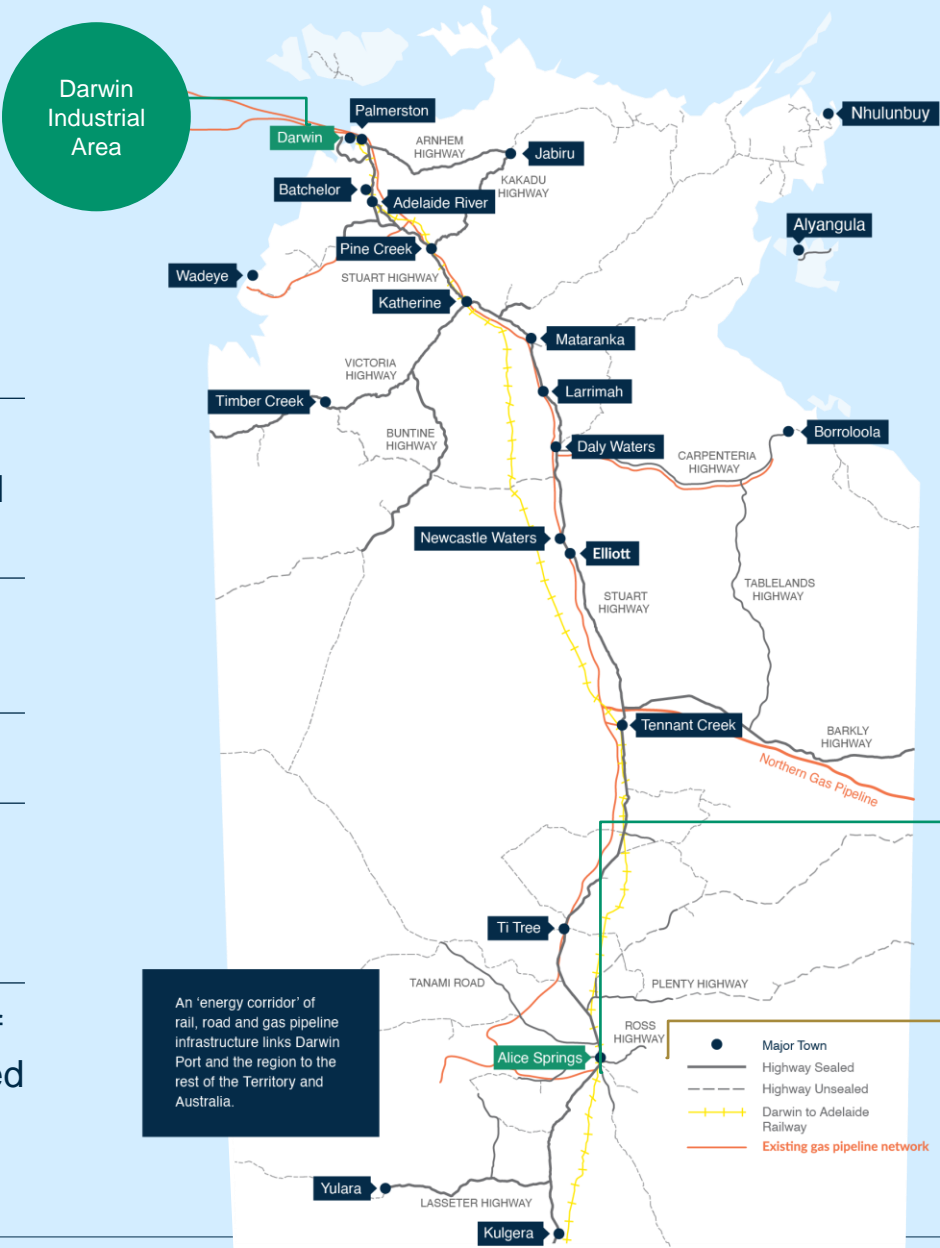 Darwin
Industrial
Area
Palmerston
Darwin
ARNHEM
HIGHWAY
Jabiru
Nhulunbuy
KAKADU
HIGHWAY
Batchelor
Adelaide River
Alyangula
Pine Creek
Wadeye
STUART HIGHWAY
Katherine
Mataranka
VICTORIA
HIGHWAY
Larrimah
Timber Creek
BUNTINE
HIGHWAY
Daly Waters
Borroloola
CARPENTERIA
HIGHWAY
Newcastle Waters
Elliott
STUART
HIGHWAY
TABLELANDS
HIGHWAY
Tennant Creek
BARKLY
HIGHWAY
Northern Gas Pipeline
Ti Tree
TANAMI ROAD
PLENTY HIGHWAY
An ‘energy corridor’ of
rail, road and gas pipeline
infrastructure links Darwin
Port and the region to the
rest of the Territory and
Australia.
ROSS
HIGHWAY
Alice Springs
Major Town
Highway Sealed
Highway Unsealed
Darwin to Adelaide
Railway
Existing gas pipeline network
Yulara
LASSETER HIGHWAY
Kulgera